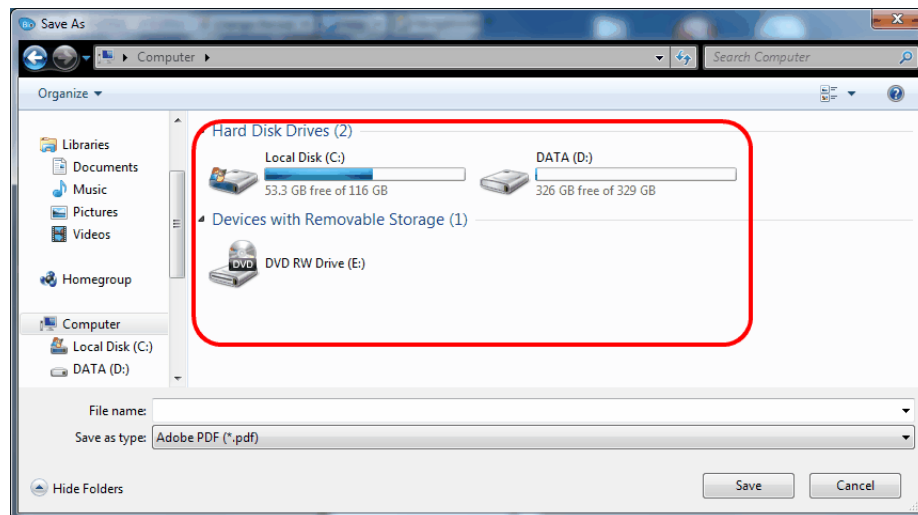 Save As
Computer
Search Computer
Organize
Libraries
Documents
Music
Pictures
Videos
Homegroup
Computer
Local Disk (C:)
DATA (D:)
Hard Disk Drives (2)
Local Disk (C:)
53.3 GB free of 116 GB
DATA (D:)
326 GB free of 329 GB
Devices with Removable Storage (1)
DVD
DVD RW Drive (E:)
File name:
Save as type: Adobe PDF (*.pdf)
Hide Folders
Save
Cancel